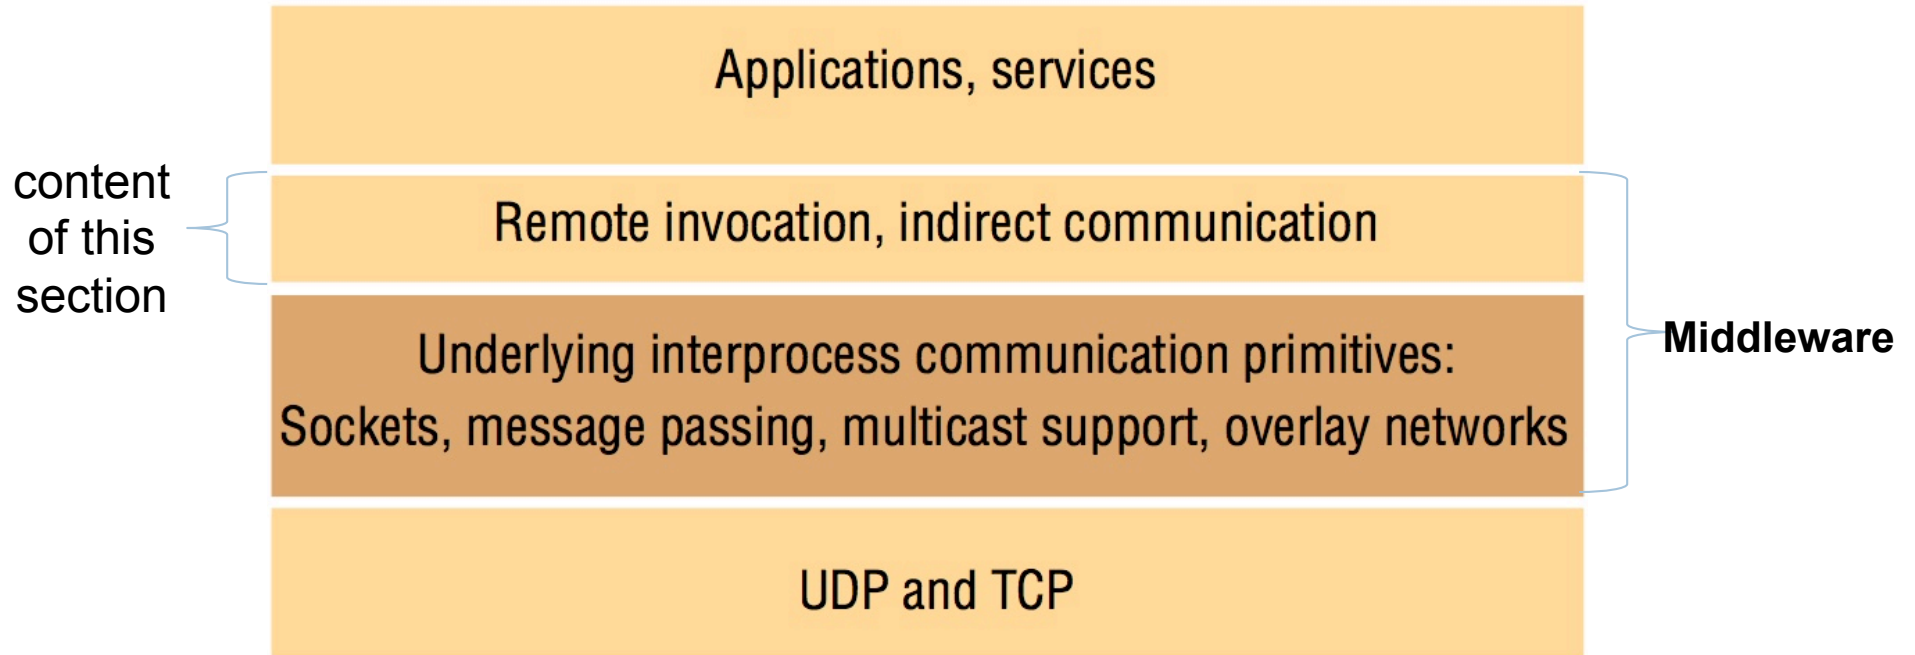 Applications, services
content
of this
section
Remote invocation, indirect communication
Underlying interprocess communication primitives:
Sockets, message passing, multicast support, overlay networks
Middleware
UDP and TCP